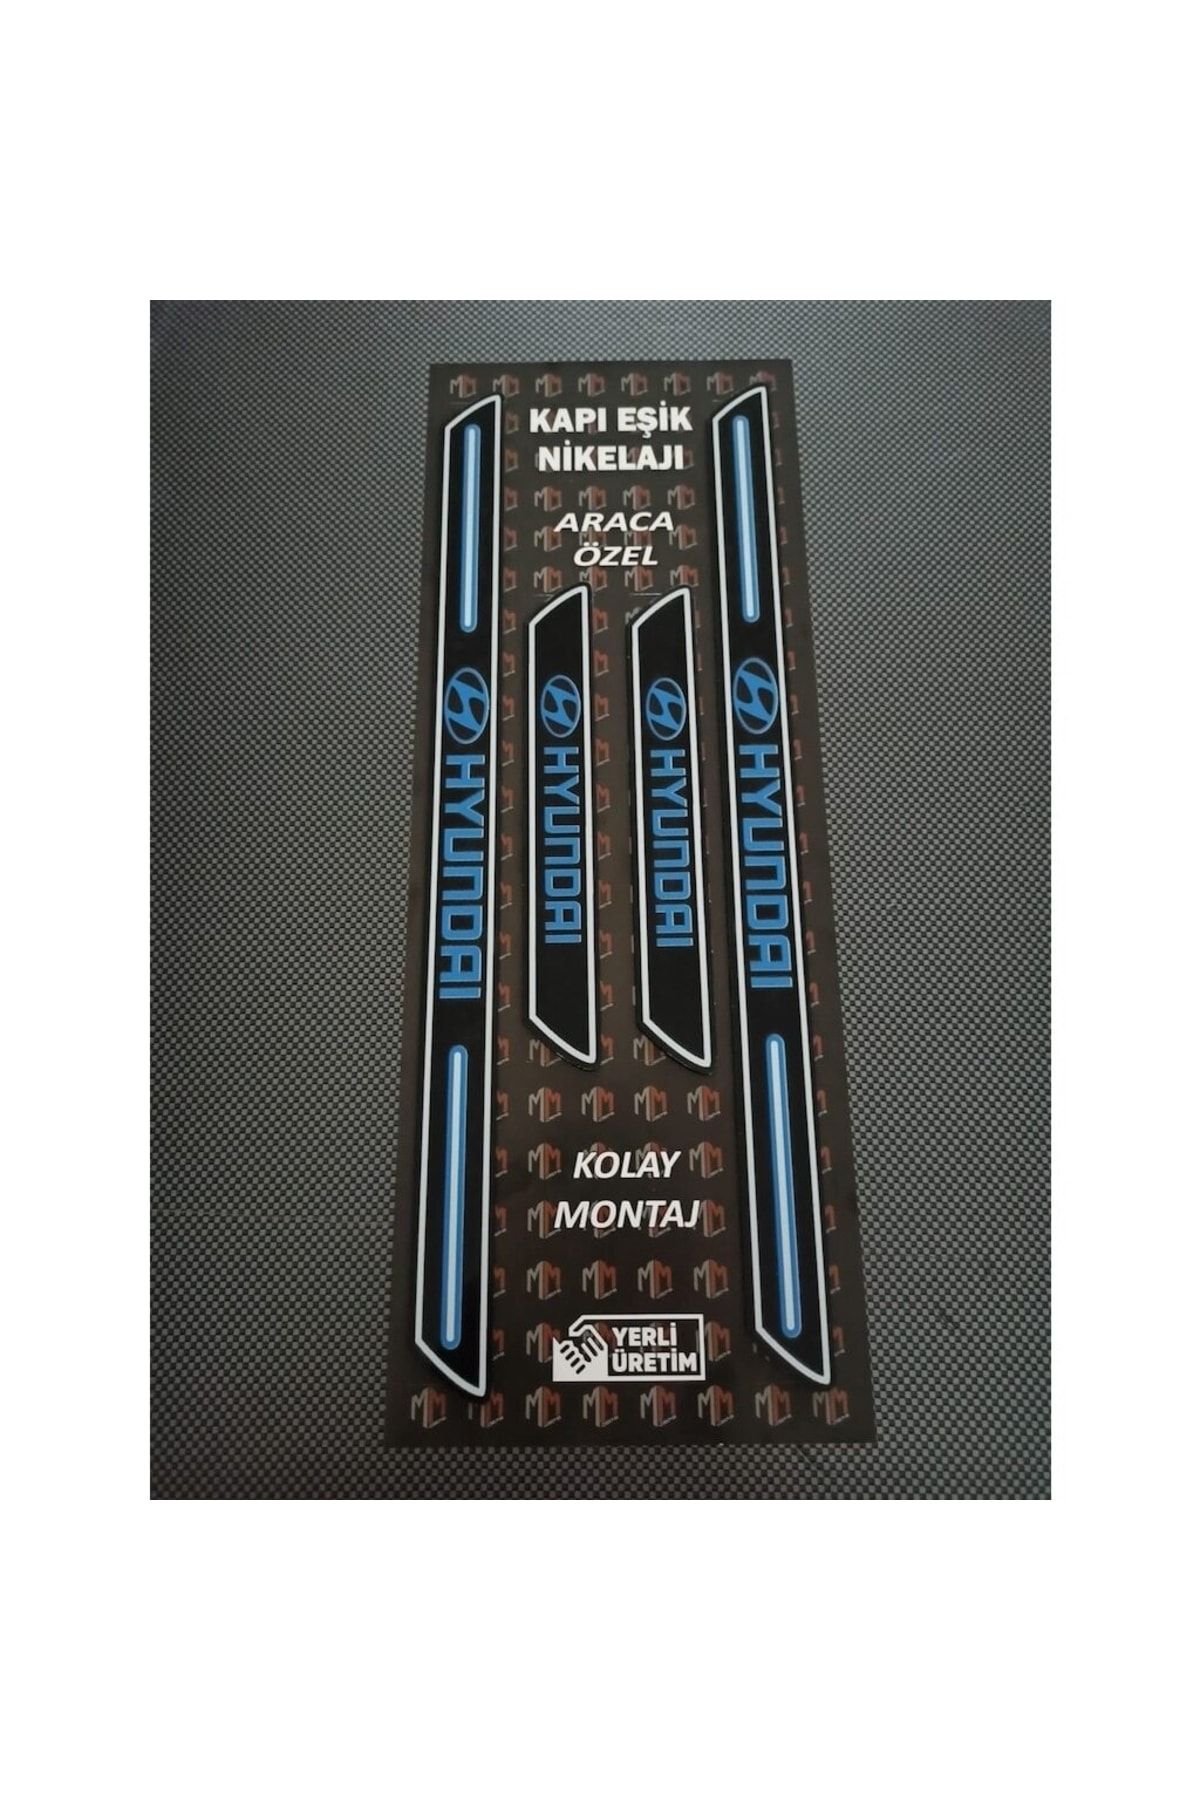 KAPI EŞİK
NİKELAJI
ARACA
ÖZEL
HYUNDAI
HYUNDAI
HYUNDAI
HYUNDAI
KOLAY
MONTAJ
YERLİ
ÜRETİM